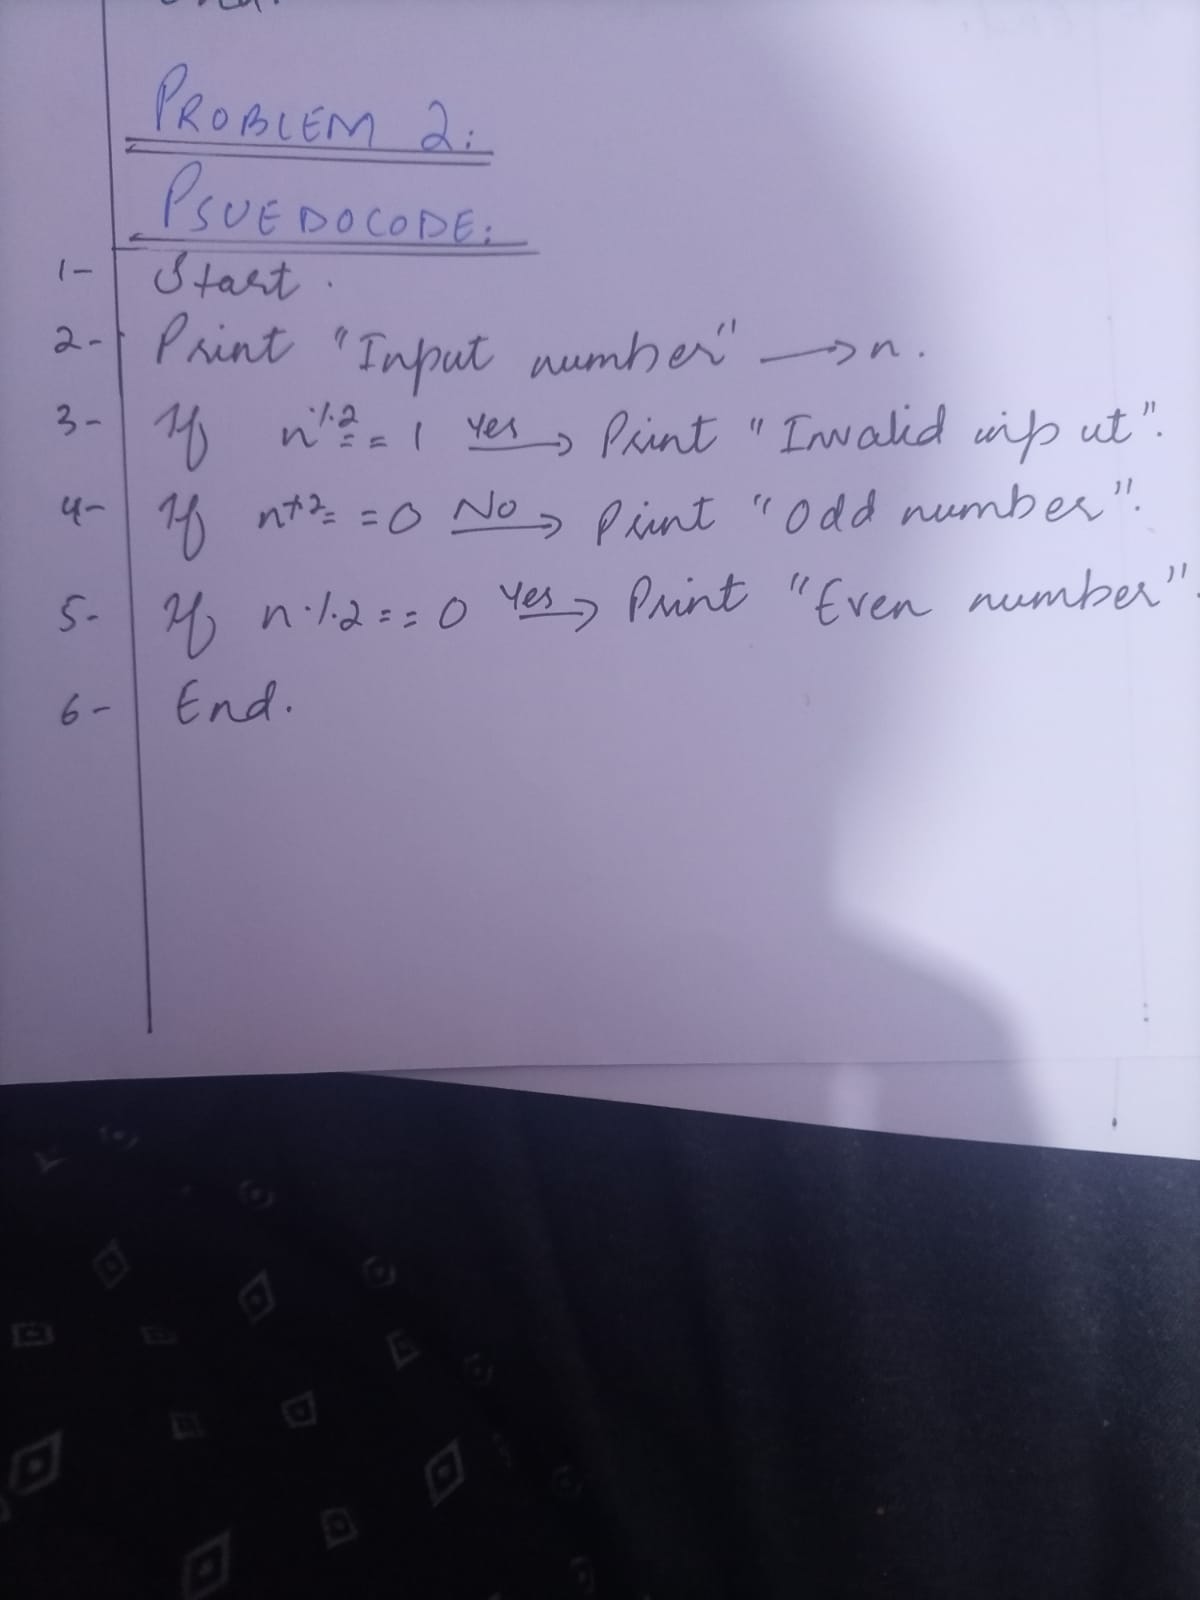 PROBLEM 2:
PSUEDOCODE:
1- Start.
2- Print "Input number" → n.
3- If n%2 == 1 Yes → Print "Invalid input".
4- If n+2 == 0 No → Print "Odd number".
5- If n%2 == 0 Yes → Print "Even number".
6- End.